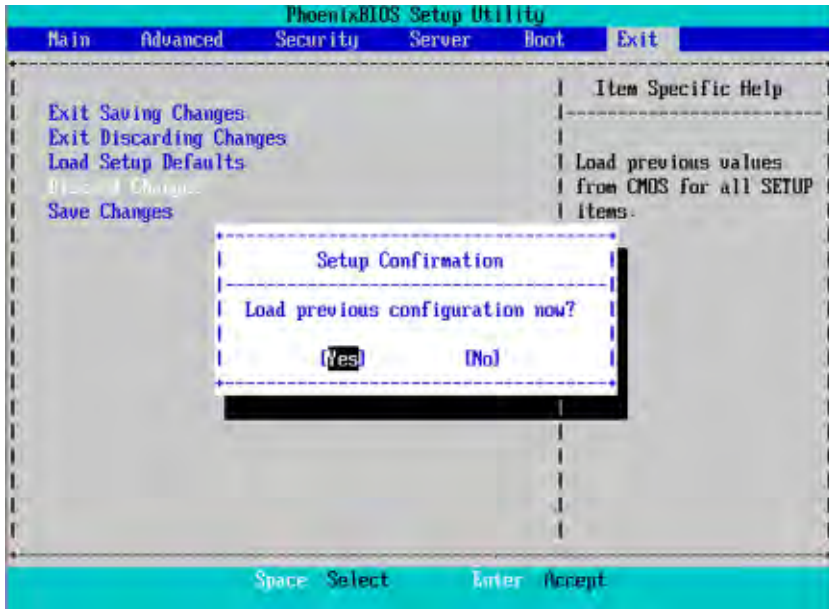 PhoenixBIOS Setup Utility
Main Advanced Security Server Boot Exit
Item Specific Help
Exit Saving Changes
Exit Discarding Changes
Load Setup Defaults
Discard Changes
Save Changes
Load previous values
from CMOS for all SETUP
items.
Setup Confirmation
Load previous configuration now?
[Yes] [No]
Space Select Enter Accept